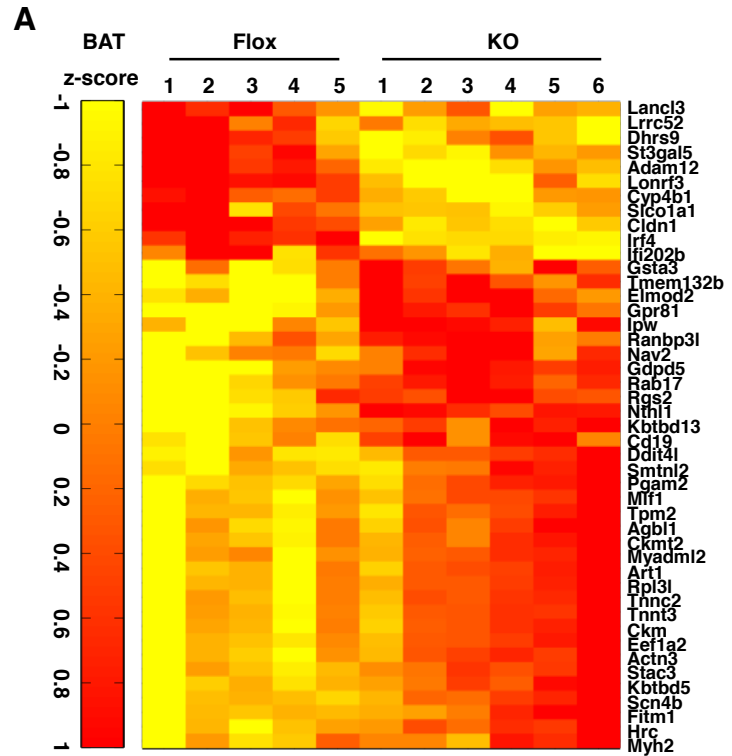 A
BAT Flox KO
z-score 1 2 3 4 5 1 2 3 4 5 6
-1
-0.8
-0.6
-0.4
-0.2
0
0.2
0.4
0.6
0.8
1
Lancl3
Lrrc52
Dhrs9
St3gal5
Adam12
Lonrf3
Cyp4b1
Slco1a1
Cldn1
Irf4
Ifi202b
Gsta3
Tmem132b
Elmod2
Gpr81
Ipw
Ranbp3l
Nav2
Gdpd5
Rab17
Rgs2
Nthl1
Kbtbd13
Cd19
Ddit4l
Smtnl2
Pgam2
Mlf1
Tpm2
Agbl1
Ckmt2
Myadml2
Art1
Rpl3l
Tnnc2
Tnnt3
Ckm
Eef1a2
Actn3
Stac3
Kbtbd5
Scn4b
Fitm1
Hrc
Myh2